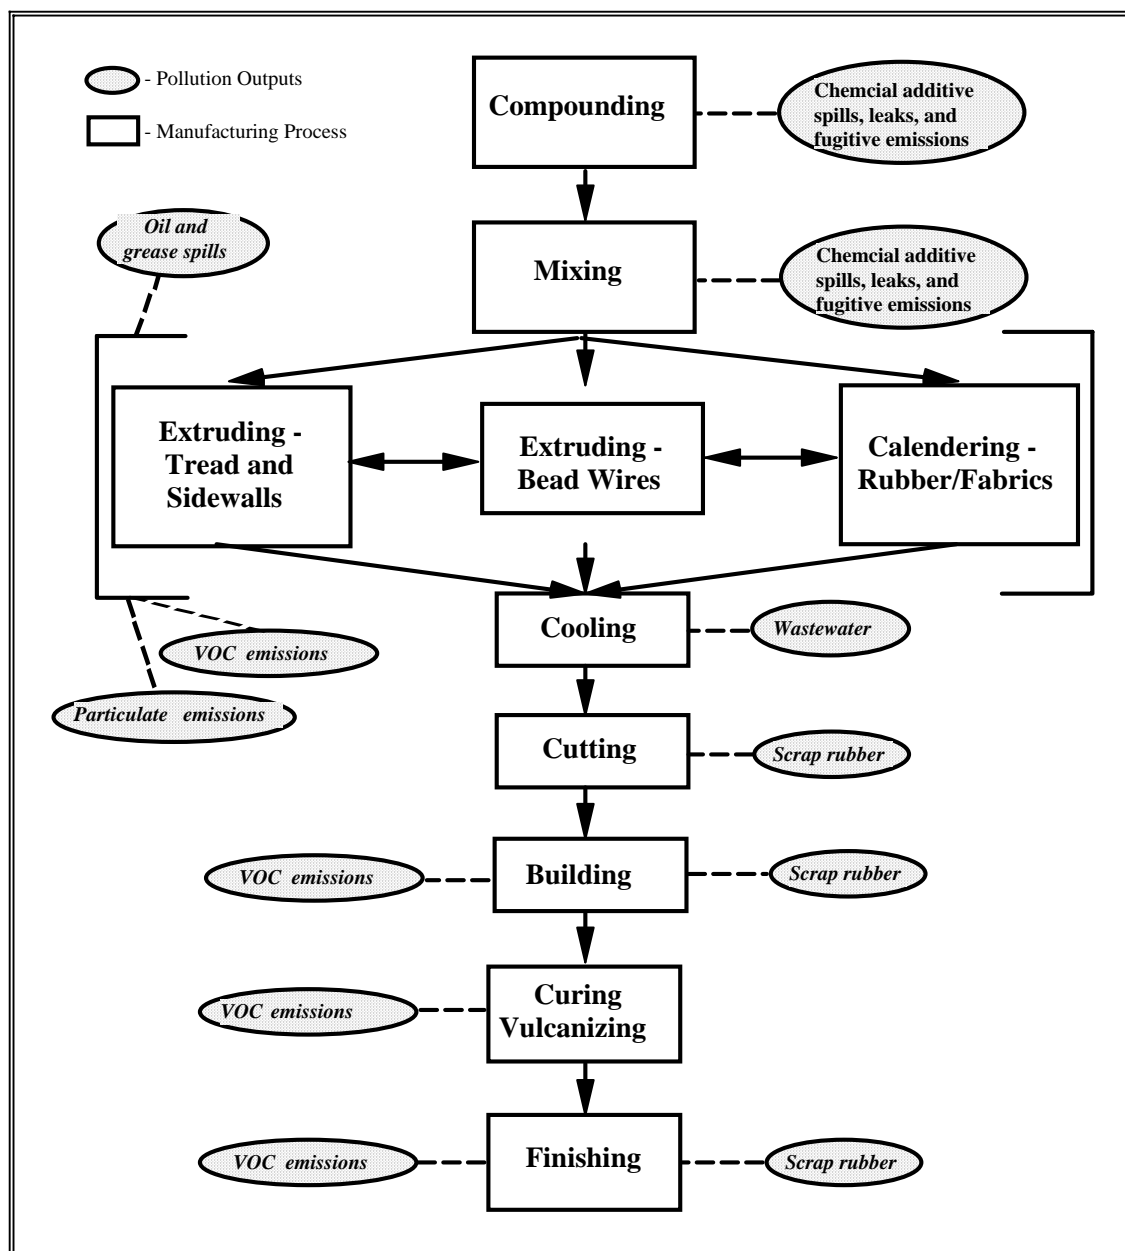 - Pollution Outputs
- Manufacturing Process
Compounding
Chemcial additive
spills, leaks, and
fugitive emissions
Oil and
grease spills
Mixing
Chemcial additive
spills, leaks, and
fugitive emissions
Extruding -
Tread and
Sidewalls
Extruding -
Bead Wires
Calendering -
Rubber/Fabrics
Cooling
Wastewater
VOC emissions
Particulate emissions
Cutting
Scrap rubber
VOC emissions
Building
Scrap rubber
VOC emissions
Curing
Vulcanizing
VOC emissions
Finishing
Scrap rubber